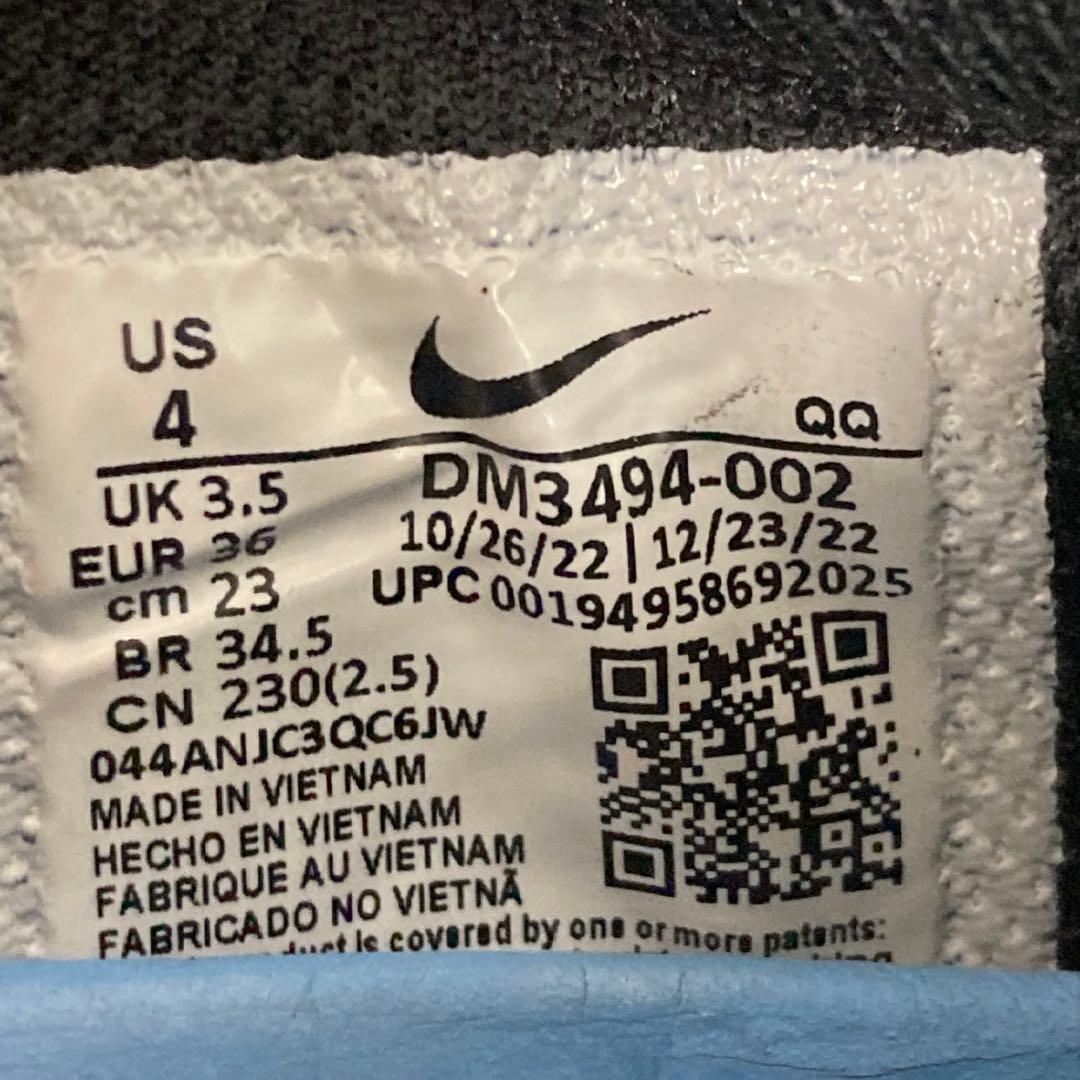 US
4
QQ
UK 3.5
EUR 36
cm 23
BR 34.5
CN 230(2.5)
DM3494-002
10/26/22 | 12/23/22
UPC 00194958692025
044ANJC3QC6JW
MADE IN VIETNAM
HECHO EN VIETNAM
FABRIQUE AU VIETNAM
FABRICADO NO VIETNÃ
is covered by one or more patents: